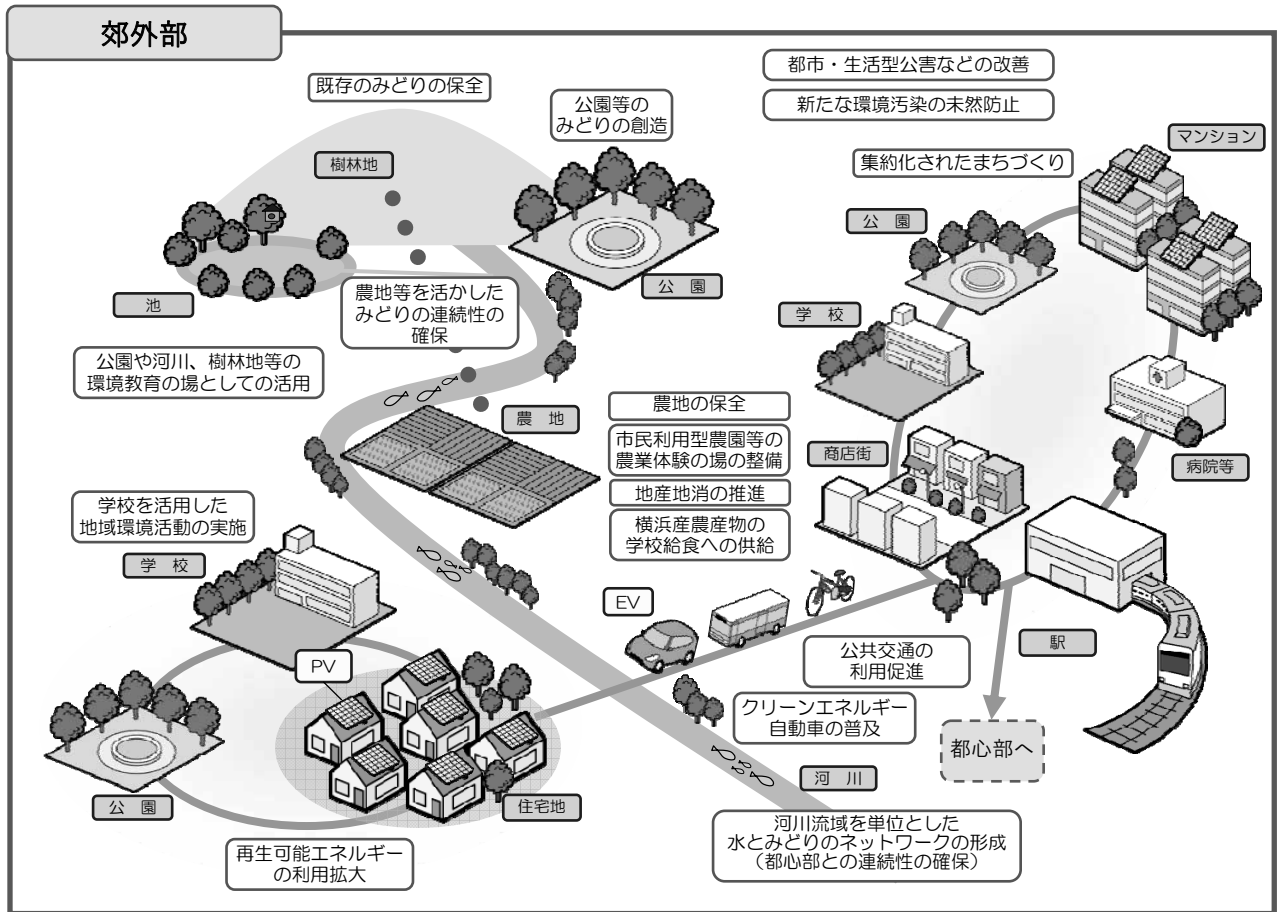 郊外部
既存のみどりの保全
都市・生活型公害などの改善
新たな環境汚染の未然防止
公園等の
みどりの創造
マンション
集約化されたまちづくり
樹林地
公　園
公　園
池
農地等を活かした
みどりの連続性の
確保
学　校
公園や河川、樹林地等の
環境教育の場としての活用
農　地
農地の保全
市民利用型農園等の
農業体験の場の整備
地産地消の推進
横浜産農産物の
学校給食への供給
商店街
病院等
学校を活用した
地域環境活動の実施
学　校
EV
駅
公共交通の
利用促進
PV
クリーンエネルギー
自動車の普及
都心部へ
河　川
公　園
住宅地
河川流域を単位とした
水とみどりのネットワークの形成
（都心部との連続性の確保）
再生可能エネルギー
の利用拡大